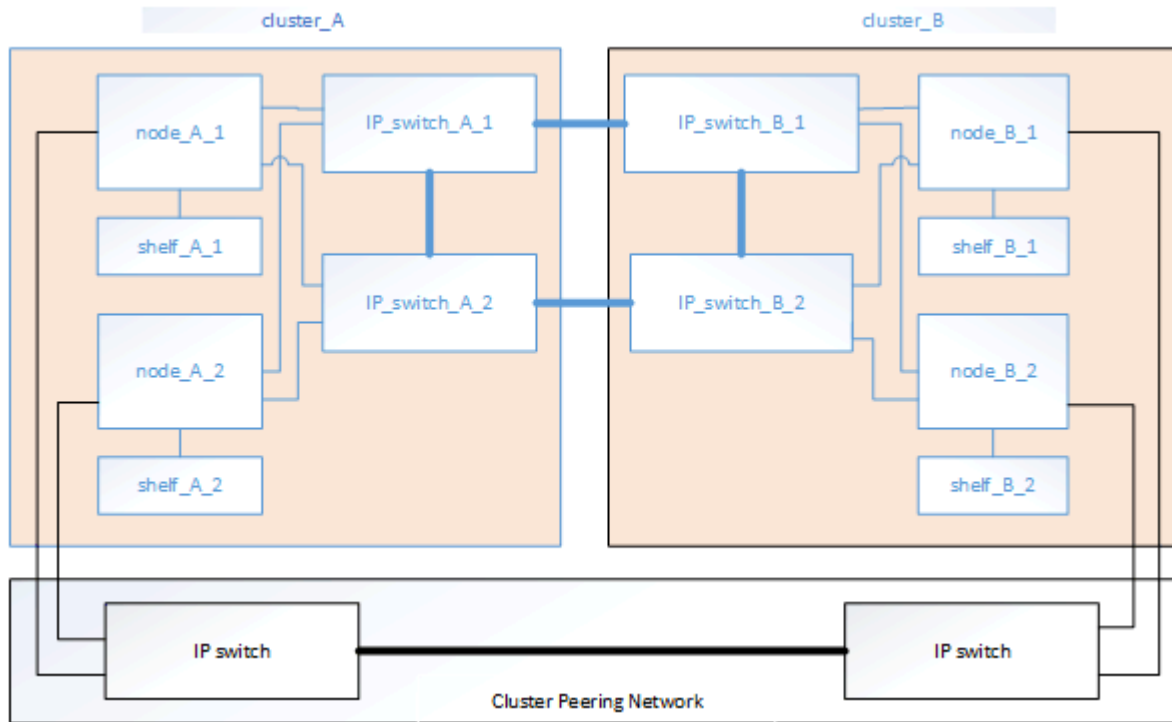 cluster_A
cluster_B
node_A_1
IP_switch_A_1
IP_switch_B_1
node_B_1
shelf_A_1
shelf_B_1
IP_switch_A_2
IP_switch_B_2
node_A_2
node_B_2
shelf_A_2
shelf_B_2
IP switch
IP switch
Cluster Peering Network